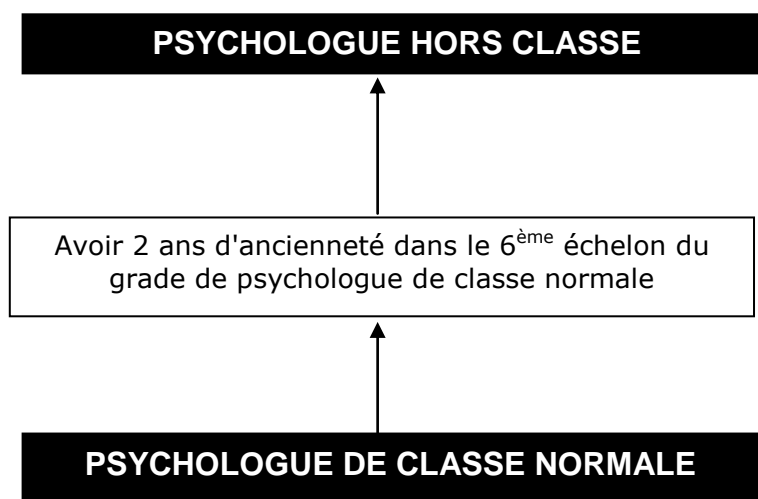 PSYCHOLOGUE HORS CLASSE
Avoir 2 ans d'ancienneté dans le 6ème échelon du
grade de psychologue de classe normale
PSYCHOLOGUE DE CLASSE NORMALE